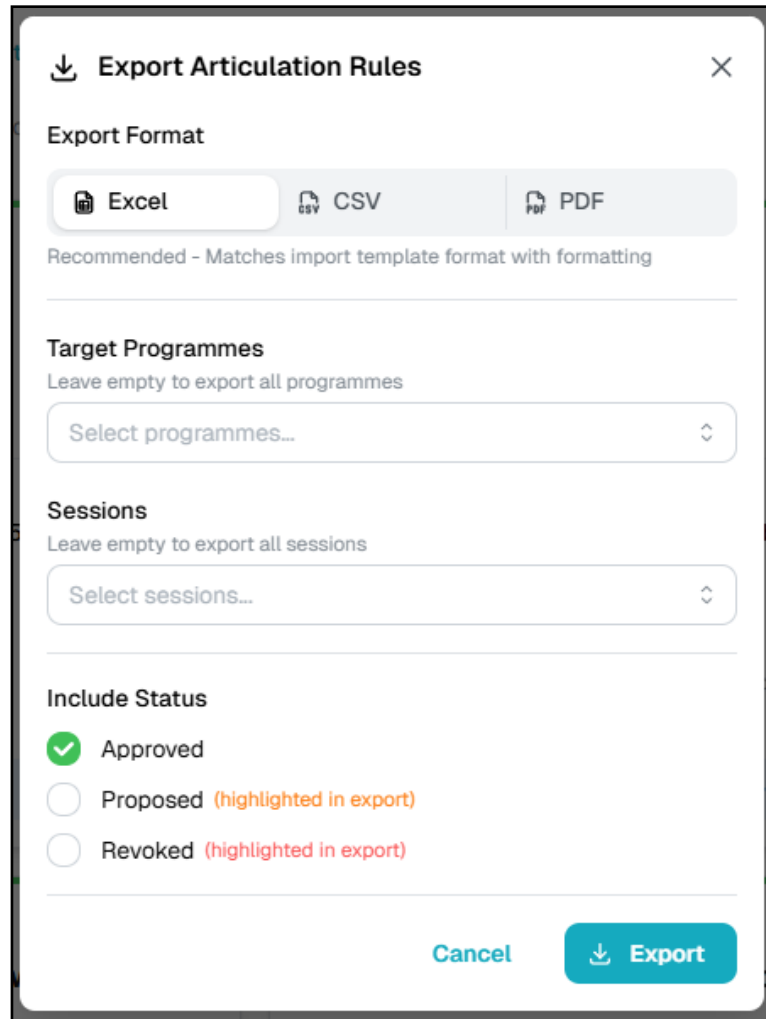 Export Articulation Rules
Export Format
Excel
CSV
PDF
Recommended - Matches import template format with formatting
Target Programmes
Leave empty to export all programmes
Select programmes...
Sessions
Leave empty to export all sessions
Select sessions...
Include Status
Approved
Proposed (highlighted in export)
Revoked (highlighted in export)
Cancel
Export